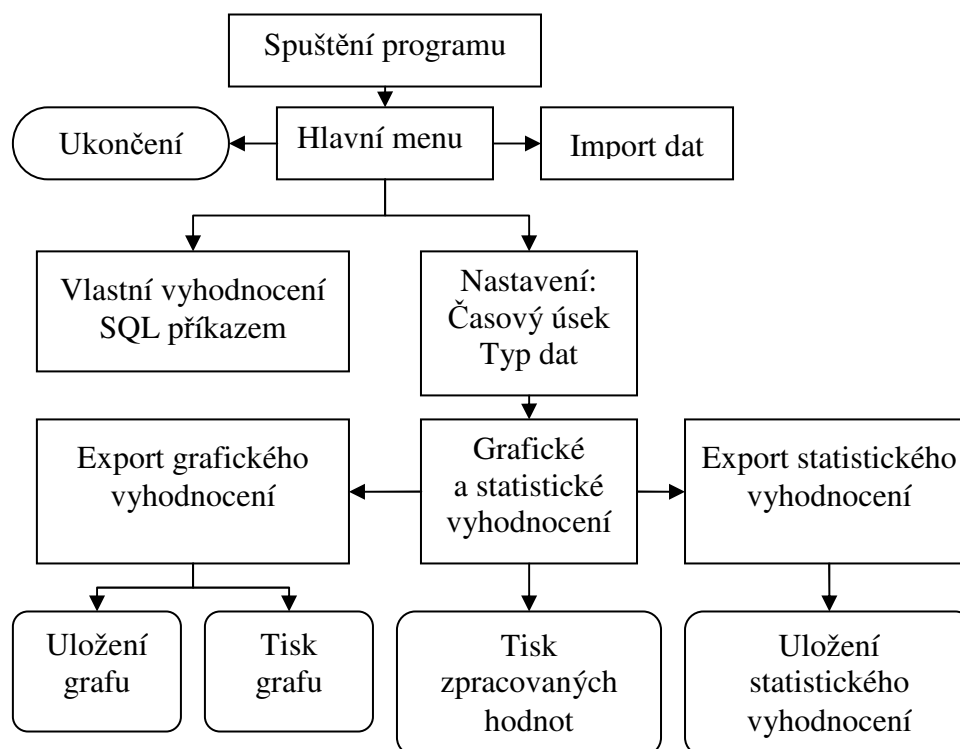 Spuštění programu
Ukončení
Hlavní menu
Import dat
Vlastní vyhodnocení
SQL příkazem
Nastavení:
Časový úsek
Typ dat
Export grafického
vyhodnocení
Grafické
a statistické
vyhodnocení
Export statistického
vyhodnocení
Uložení
grafu
Tisk
grafu
Tisk
zpracovaných
hodnot
Uložení
statistického
vyhodnocení